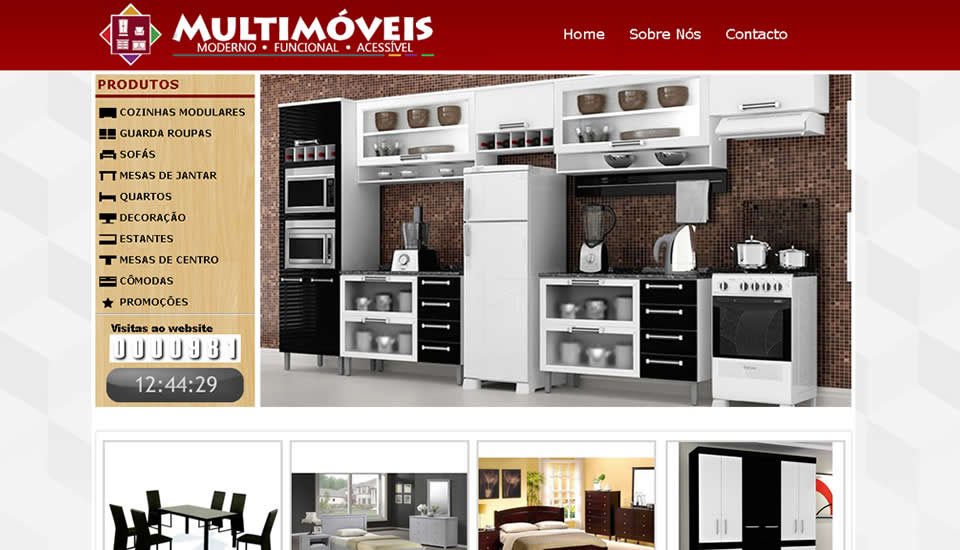 MULTIMÓVEIS
MODERNO • FUNCIONAL • ACESSÍVEL
Home Sobre Nós Contacto
PRODUTOS
COZINHAS MODULARES
GUARDA ROUPAS
SOFÁS
MESAS DE JANTAR
QUARTOS
DECORAÇÃO
ESTANTES
MESAS DE CENTRO
CÔMODAS
PROMOÇÕES
Visitas ao website
0000981
12:44:29